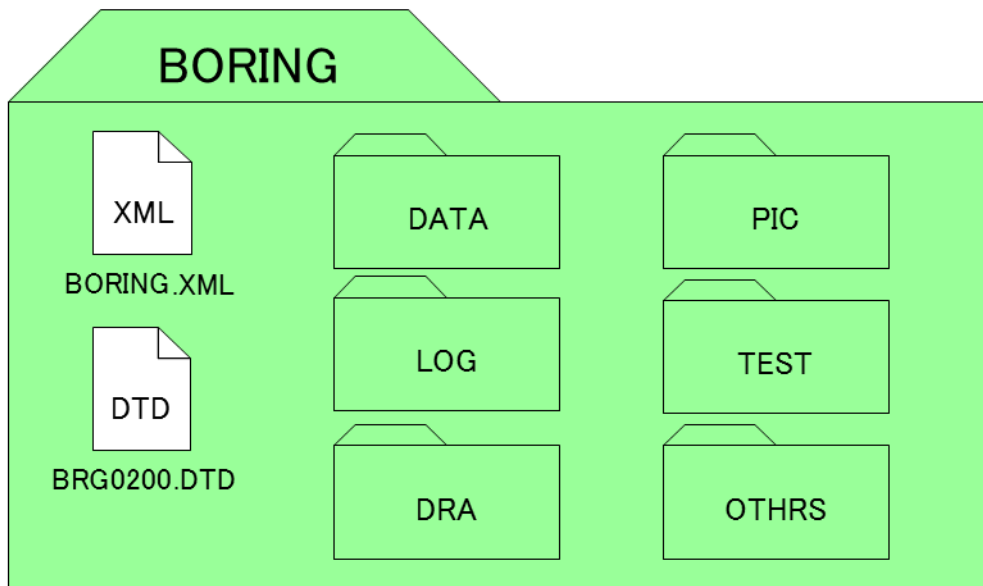 BORING
XML
BORING.XML
DTD
BRG0200.DTD
DATA
LOG
DRA
PIC
TEST
OTHRS